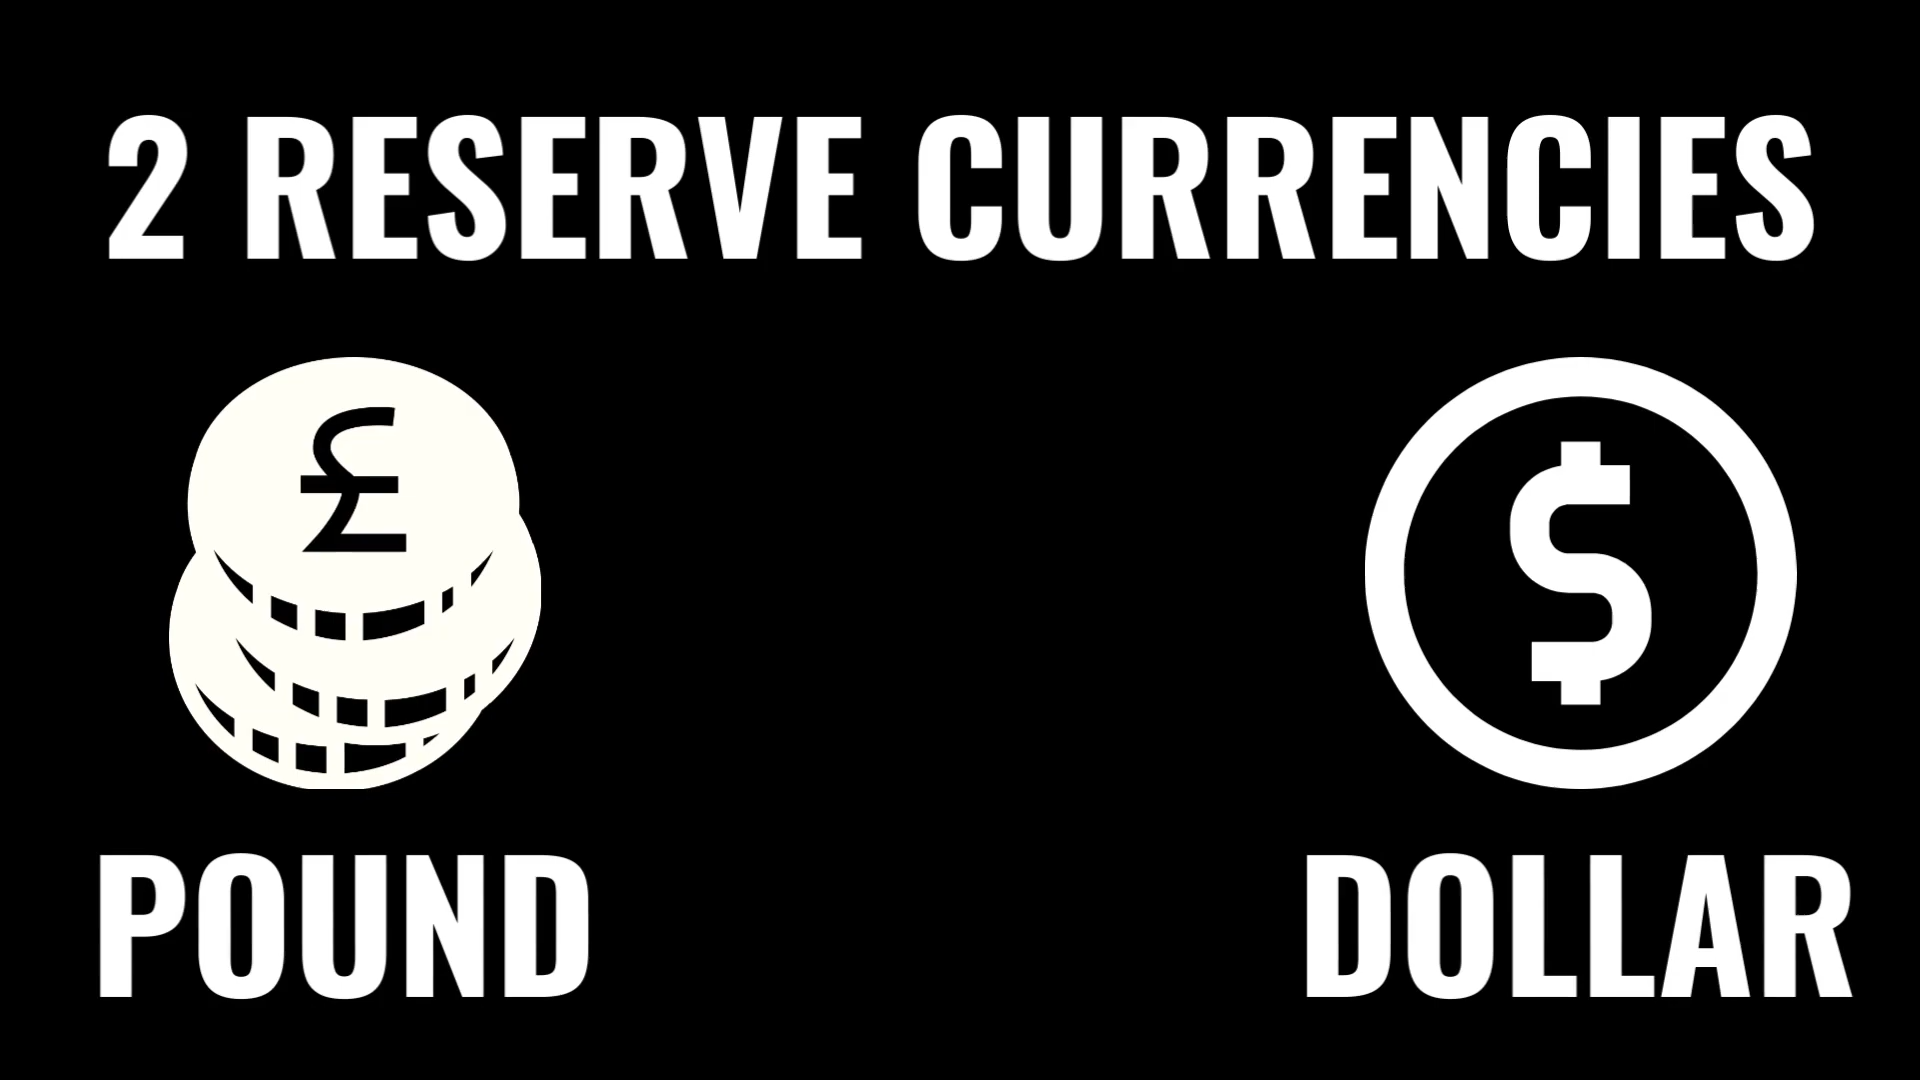 2 RESERVE CURRENCIES
£
$
POUND
DOLLAR